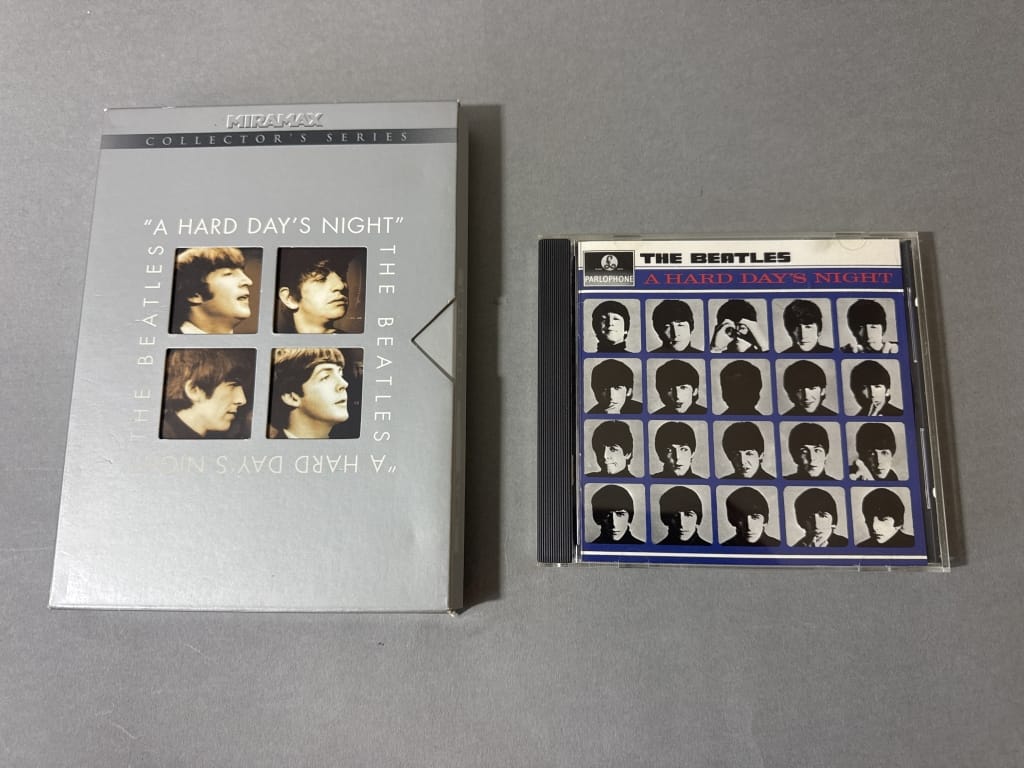 MIRAMAX
COLLECTOR'S SERIES
"A HARD DAY'S NIGHT"
THE BEATLES
THE BEATLES
"A HARD DAY'S NIGHT
THE BEATLES
PARLOPHONE
A HARD DAY'S NIGHT